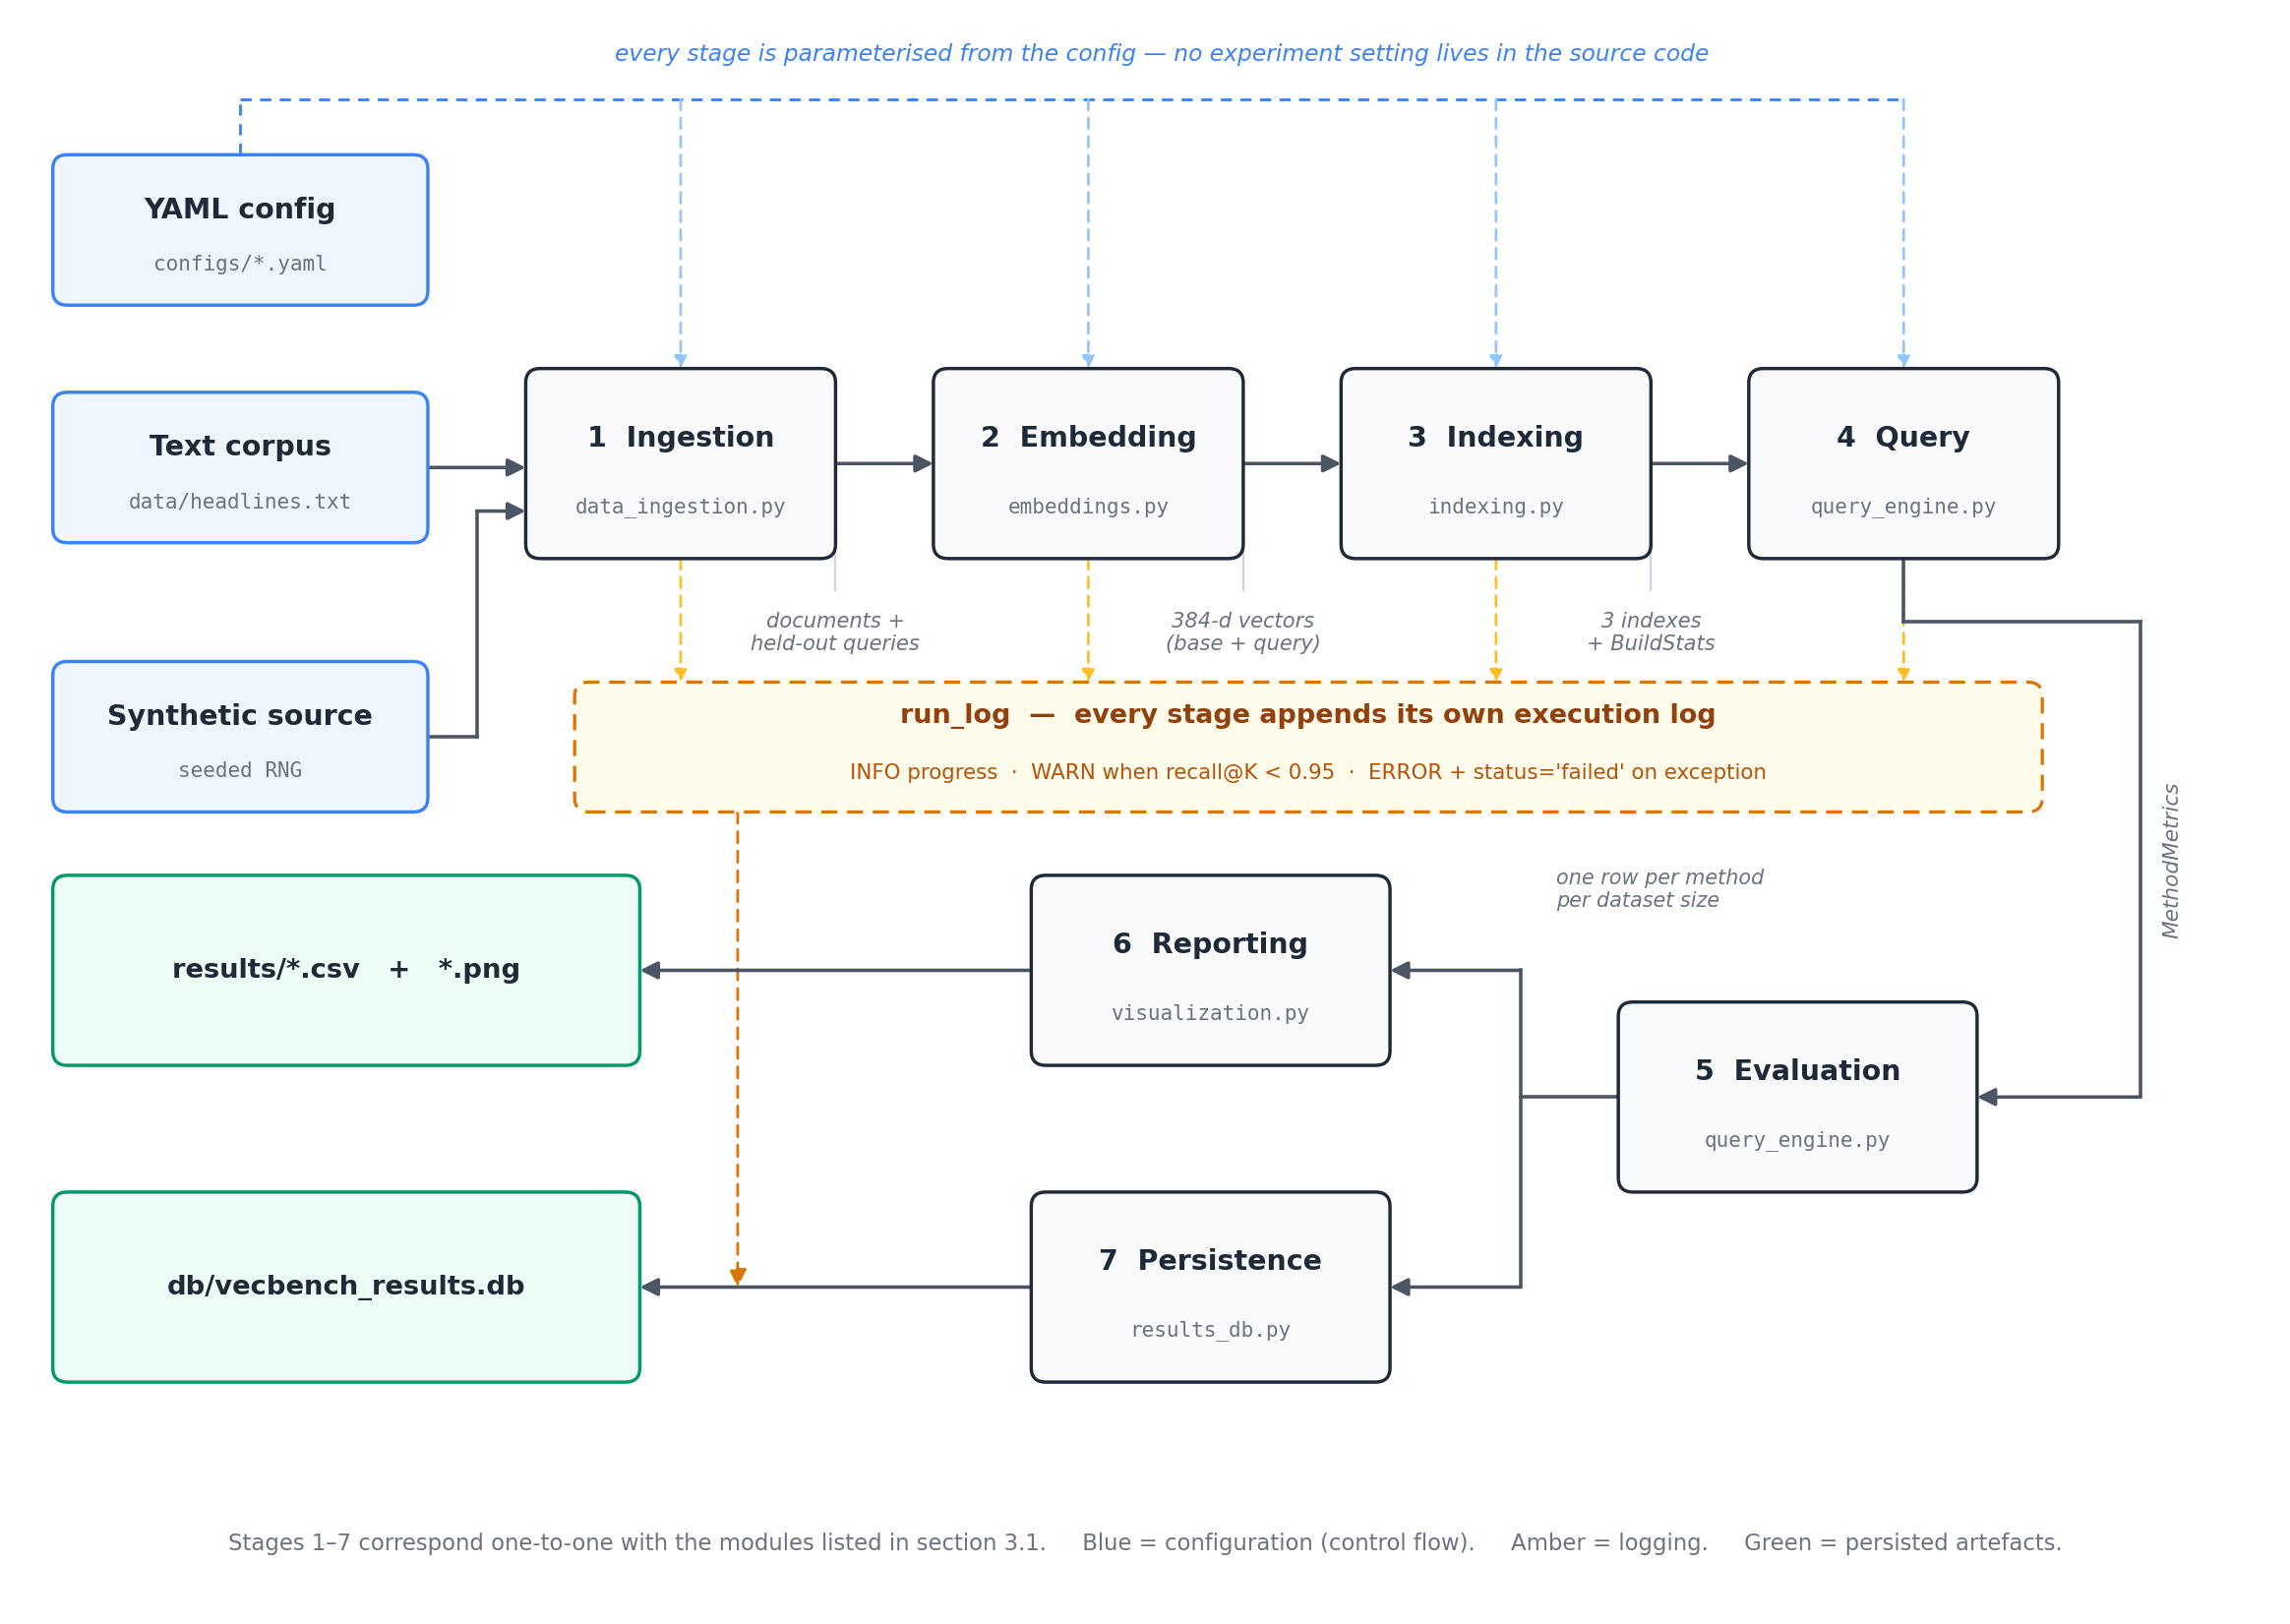 every stage is parameterised from the config — no experiment setting lives in the source code
YAML config
configs/*.yaml
Text corpus
data/headlines.txt
Synthetic source
seeded RNG
1  Ingestion
data_ingestion.py
2  Embedding
embeddings.py
3  Indexing
indexing.py
4  Query
query_engine.py
documents +
held-out queries
384-d vectors
(base + query)
3 indexes
+ BuildStats
run_log  —  every stage appends its own execution log
INFO progress  ·  WARN when recall@K < 0.95  ·  ERROR + status='failed' on exception
MethodMetrics
one row per method
per dataset size
5  Evaluation
query_engine.py
6  Reporting
visualization.py
results/*.csv   +   *.png
7  Persistence
results_db.py
db/vecbench_results.db
Stages 1–7 correspond one-to-one with the modules listed in section 3.1.     Blue = configuration (control flow).     Amber = logging.     Green = persisted artefacts.